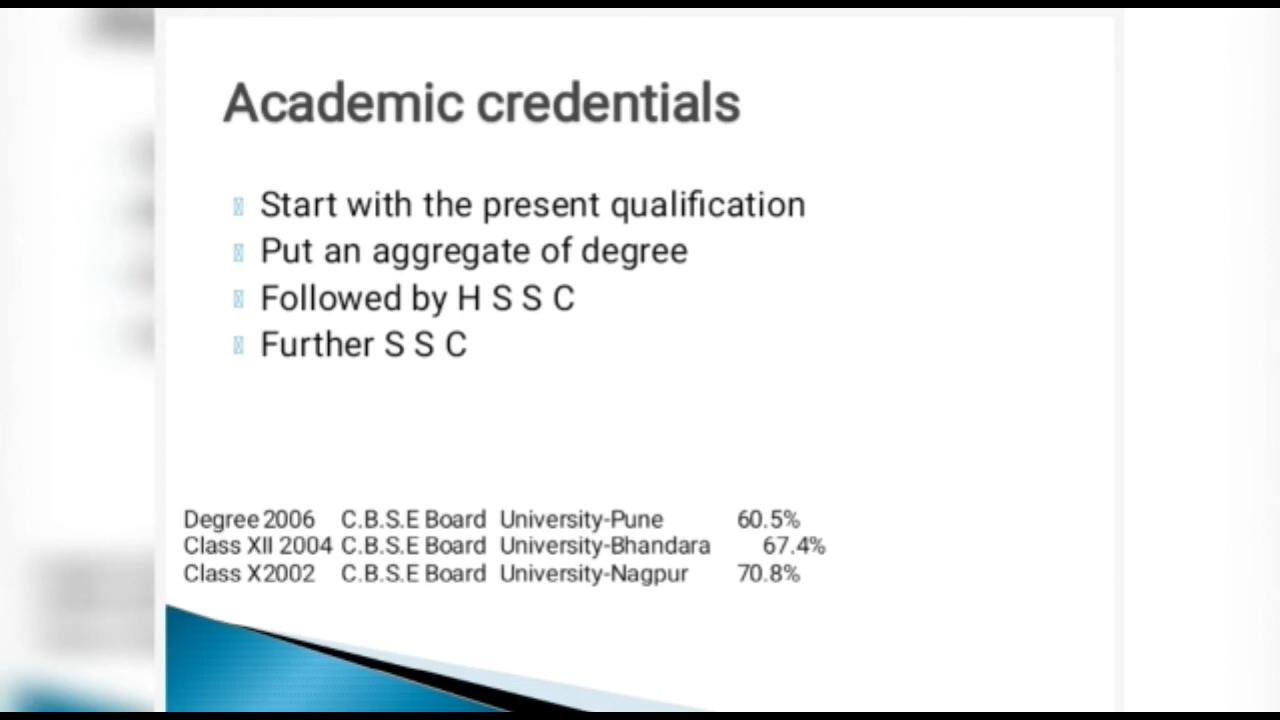 Academic credentials
Start with the present qualification
Put an aggregate of degree
Followed by H S S C
Further S S C
Degree 2006 C.B.S.E Board University-Pune 60.5%
Class XII 2004 C.B.S.E Board University-Bhandara 67.4%
Class X2002 C.B.S.E Board University-Nagpur 70.8%